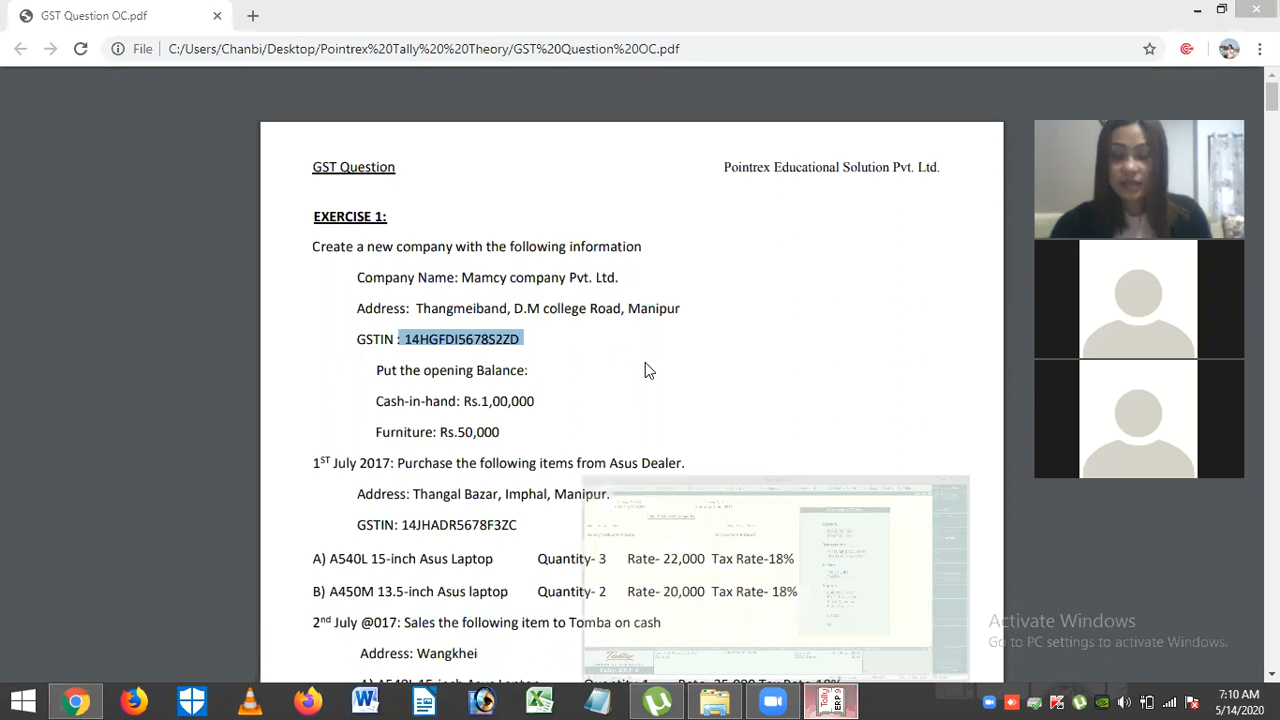 GST Question OC.pdf
File
C:/Users/Chanbi/Desktop/Pointrex%20Tally%20%20Theory/GST%20Question%20OC.pdf
GST Question
Pointrex Educational Solution Pvt. Ltd.
EXERCISE 1:
Create a new company with the following information
Company Name: Mamcy company Pvt. Ltd.
Address: Thangmeiband, D.M college Road, Manipur
GSTIN : 14HGFDI5678S2ZD
Put the opening Balance:
Cash-in-hand: Rs.1,00,000
Furniture: Rs.50,000
1ST July 2017: Purchase the following items from Asus Dealer.
Address: Thangal Bazar, Imphal, Manipur.
GSTIN: 14JHADR5678F3ZC
A) A540L 15-inch Asus Laptop Quantity- 3 Rate- 22,000 Tax Rate-18%
B) A450M 13.5-inch Asus laptop Quantity- 2 Rate- 20,000 Tax Rate- 18%
2nd July @017: Sales the following item to Tomba on cash
Address: Wangkhei
Activate Windows
Go to PC settings to activate Windows.
7:10 AM
5/14/2020